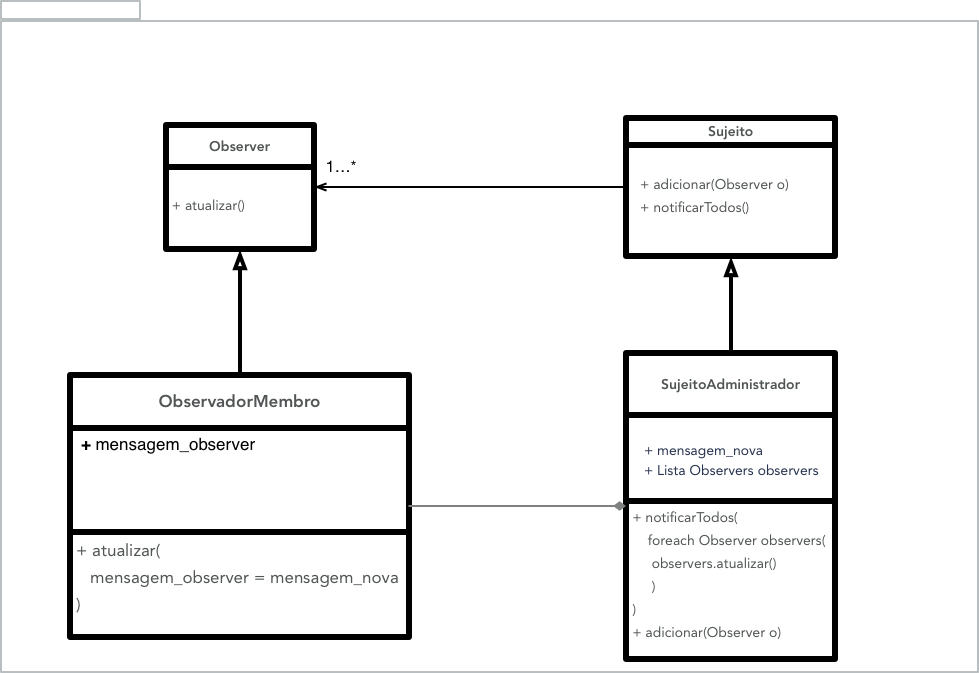 Observer
+ atualizar()
1...*
Sujeito
+ adicionar(Observer o)
+ notificarTodos()
ObservadorMembro
+ mensagem_observer
+ atualizar(
mensagem_observer = mensagem_nova
)
SujeitoAdministrador
+ mensagem_nova
+ Lista Observers observers
+ notificarTodos(
foreach Observer observers(
observers.atualizar()
)
)
+ adicionar(Observer o)